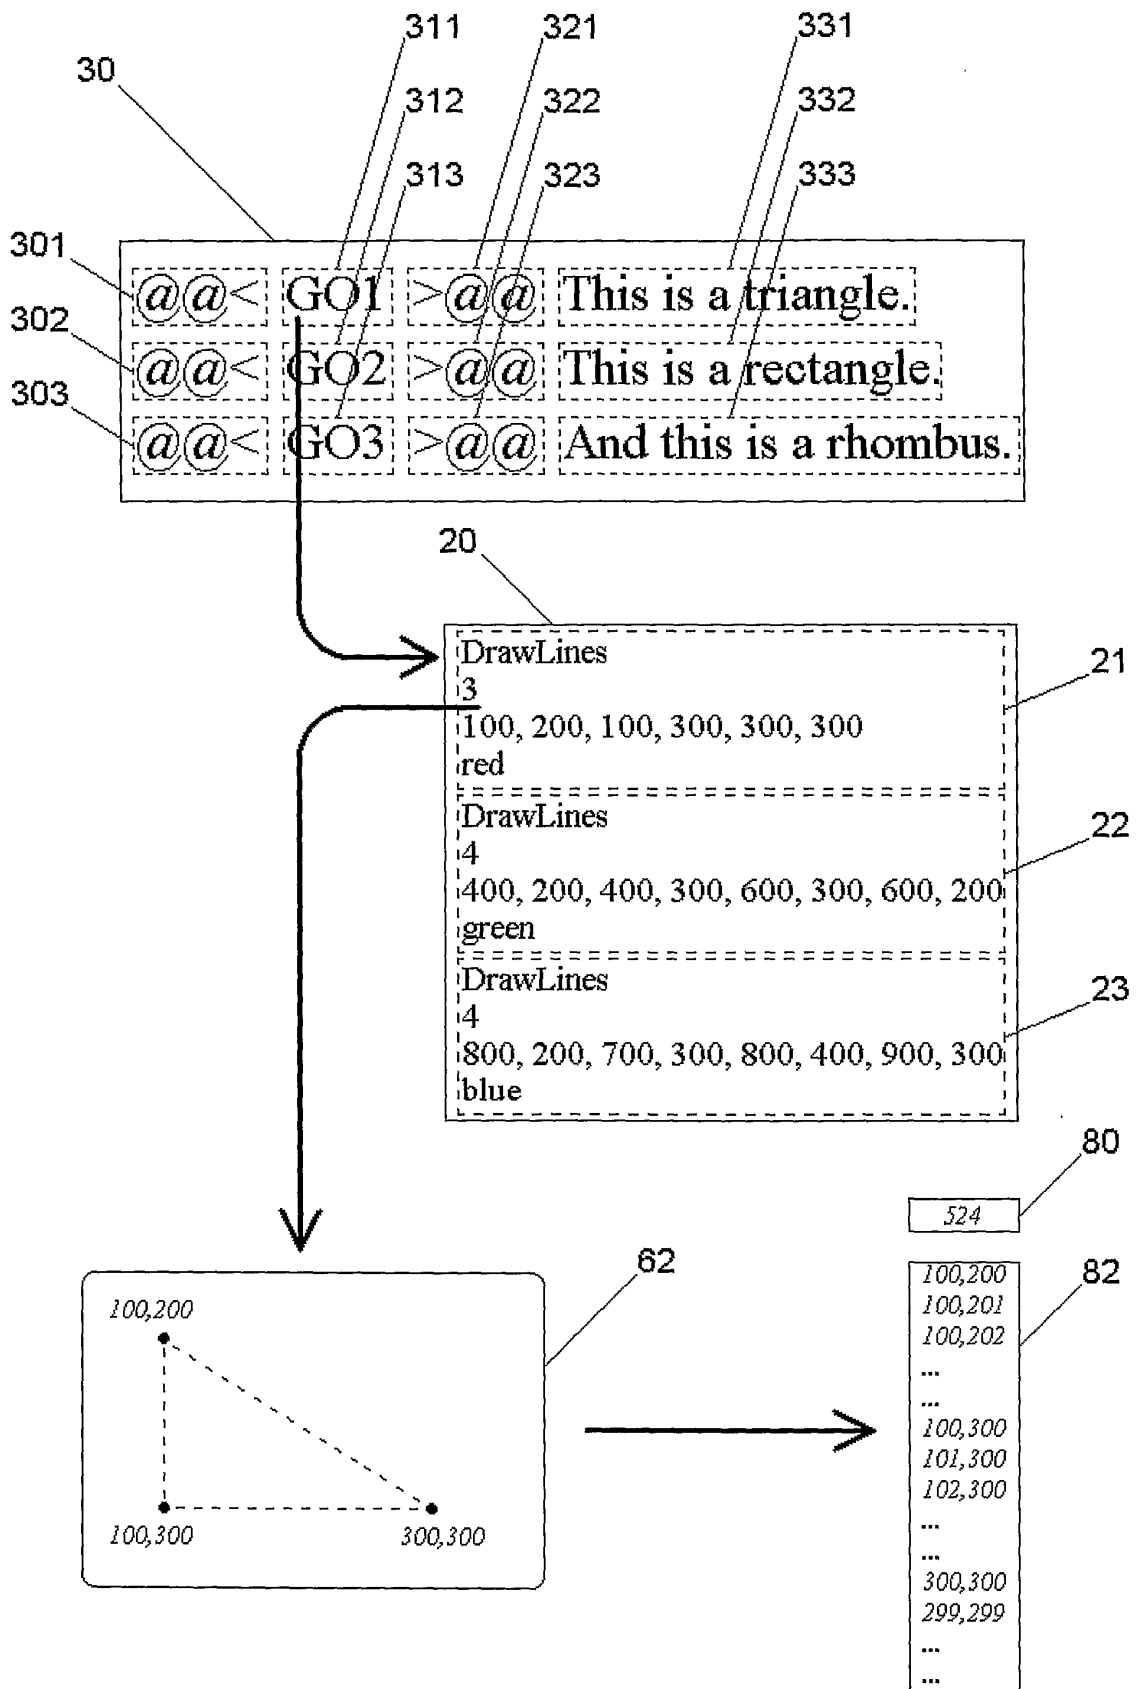 311 321 331
30 312 322 332
313 323 333
301 @@< GO1 >@@ This is a triangle.
302 @@< GO2 >@@ This is a rectangle.
303 @@< GO3 >@@ And this is a rhombus.
20
DrawLines
3
100, 200, 100, 300, 300, 300
red
21
DrawLines
4
400, 200, 400, 300, 600, 300, 600, 200
green
22
DrawLines
4
800, 200, 700, 300, 800, 400, 900, 300
blue
23
80
524
62
100,200
100,300 300,300
82
100,200
100,201
100,202
...
...
100,300
101,300
102,300
...
...
300,300
299,299
...
...